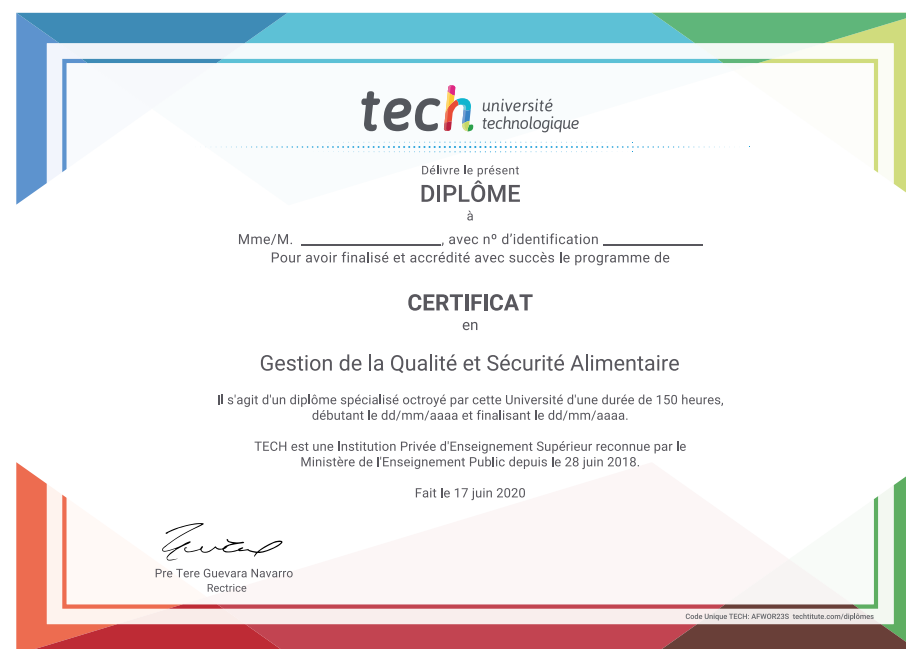 tech université
technologique
Délivre le présent
DIPLÔME
à
Mme/M. ____________________, avec nº d'identification ______________
Pour avoir finalisé et accrédité avec succès le programme de
CERTIFICAT
en
Gestion de la Qualité et Sécurité Alimentaire
Il s'agit d'un diplôme spécialisé octroyé par cette Université d'une durée de 150 heures,
débutant le dd/mm/aaaa et finalisant le dd/mm/aaaa.
TECH est une Institution Privée d'Enseignement Supérieur reconnue par le
Ministère de l'Enseignement Public depuis le 28 juin 2018.
Fait le 17 juin 2020
Pre Tere Guevara Navarro
Rectrice
Code Unique TECH: AFWOR23S techtitute.com/diplômes